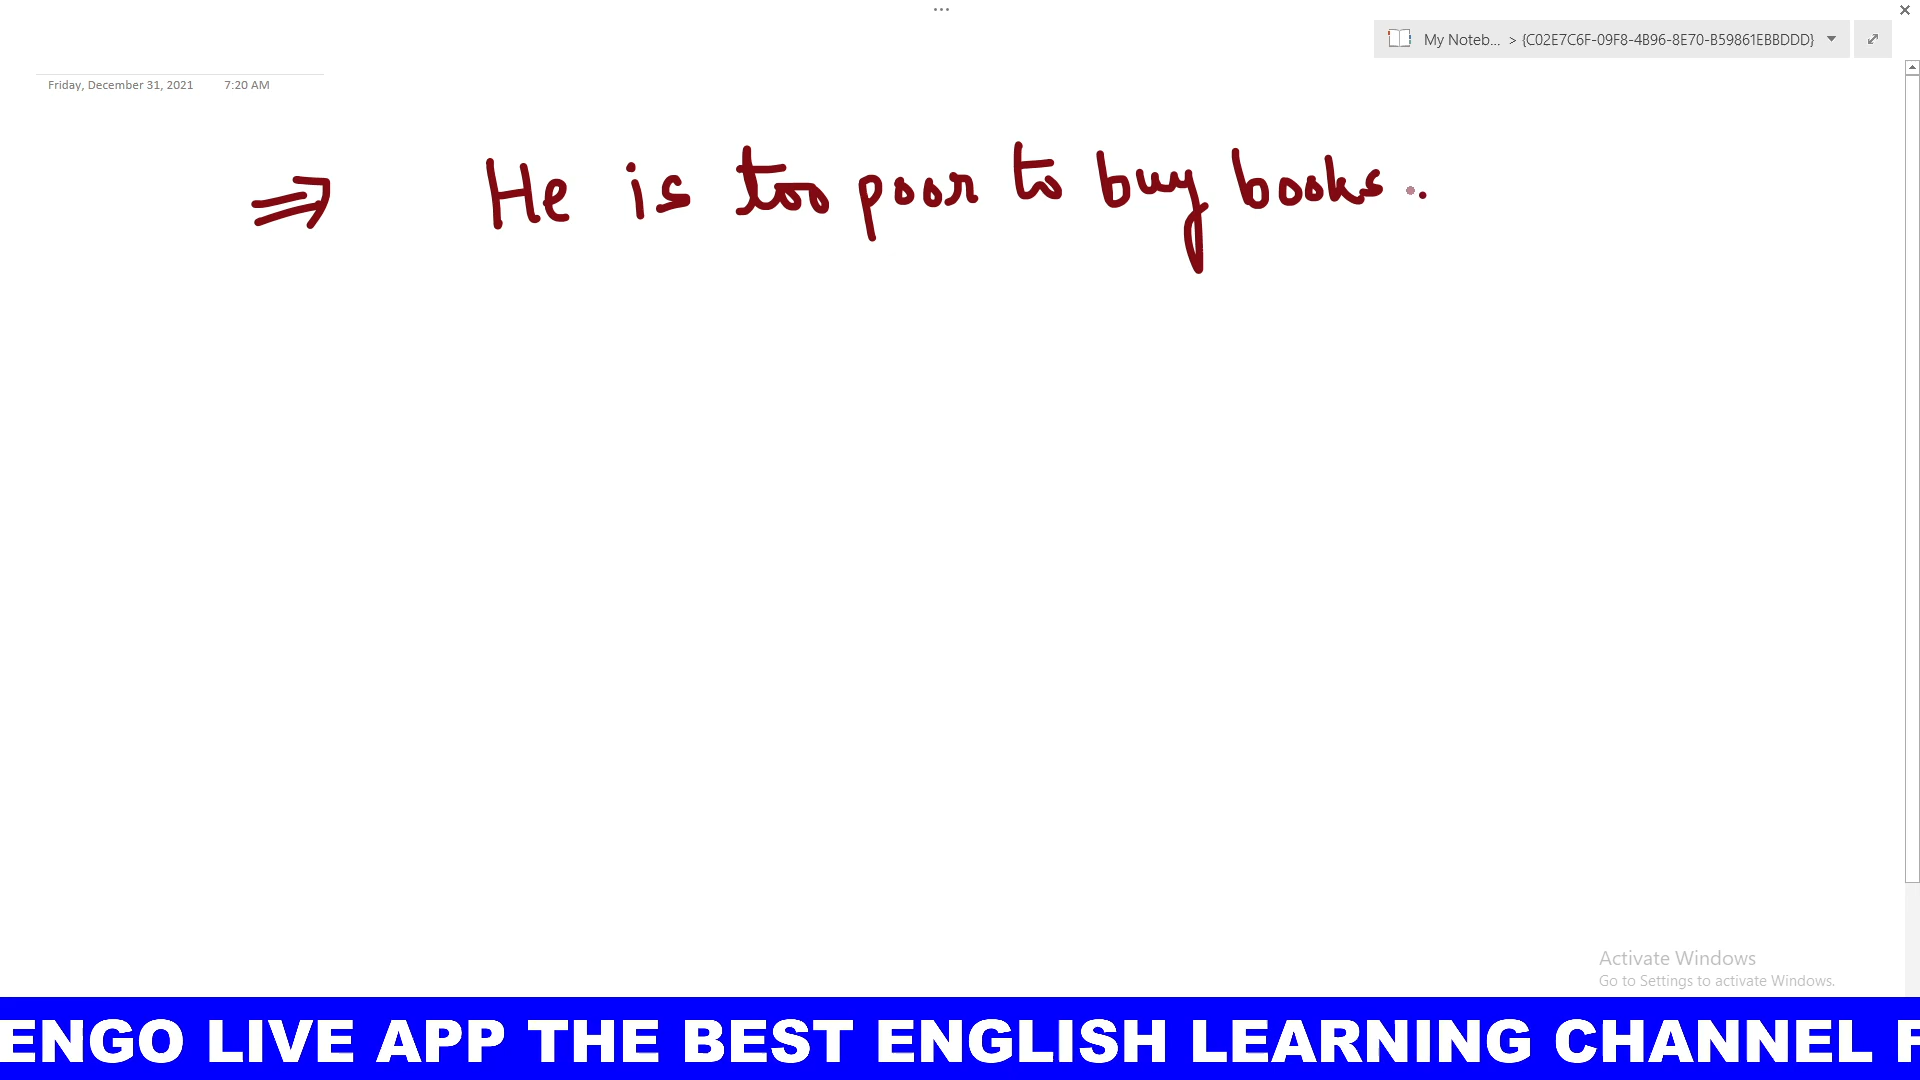 My Noteb... > {C02E7C6F-09F8-4B96-8E70-B59861EBBDDD}
Friday, December 31, 2021 7:20 AM
⇒ He is too poor to buy books.
Activate Windows
Go to Settings to activate Windows.
ENGO LIVE APP THE BEST ENGLISH LEARNING CHANNEL F